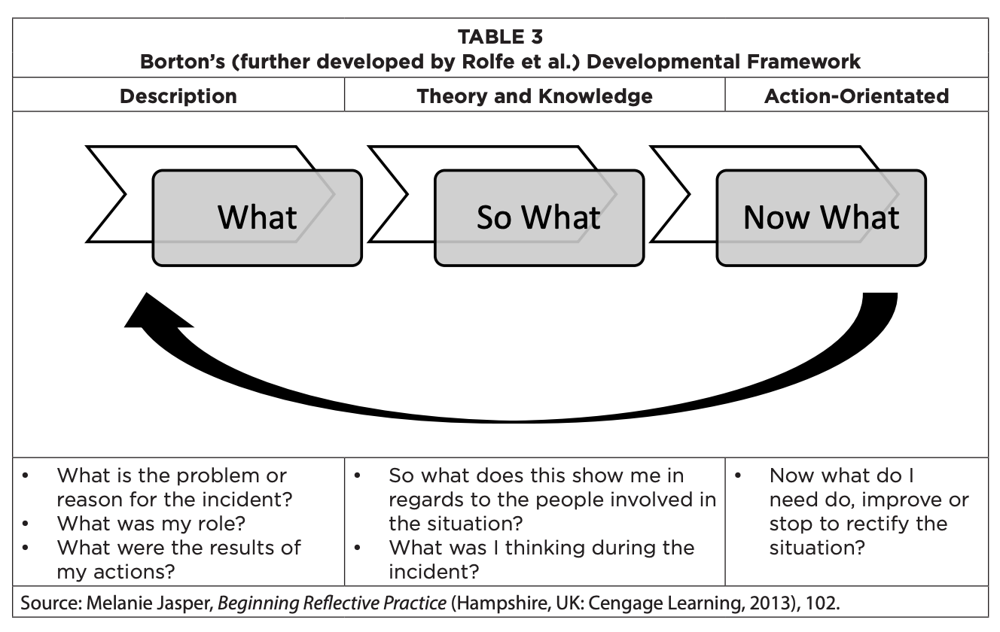 TABLE 3
Borton's (further developed by Rolfe et al.) Developmental Framework
Description
Theory and Knowledge
Action-Orientated
What
So What
Now What
• What is the problem or
reason for the incident?
• What was my role?
• What were the results of
my actions?
• So what does this show me in
regards to the people involved in
the situation?
• What was I thinking during the
incident?
• Now what do I
need do, improve or
stop to rectify the
situation?
Source: Melanie Jasper, Beginning Reflective Practice (Hampshire, UK: Cengage Learning, 2013), 102.